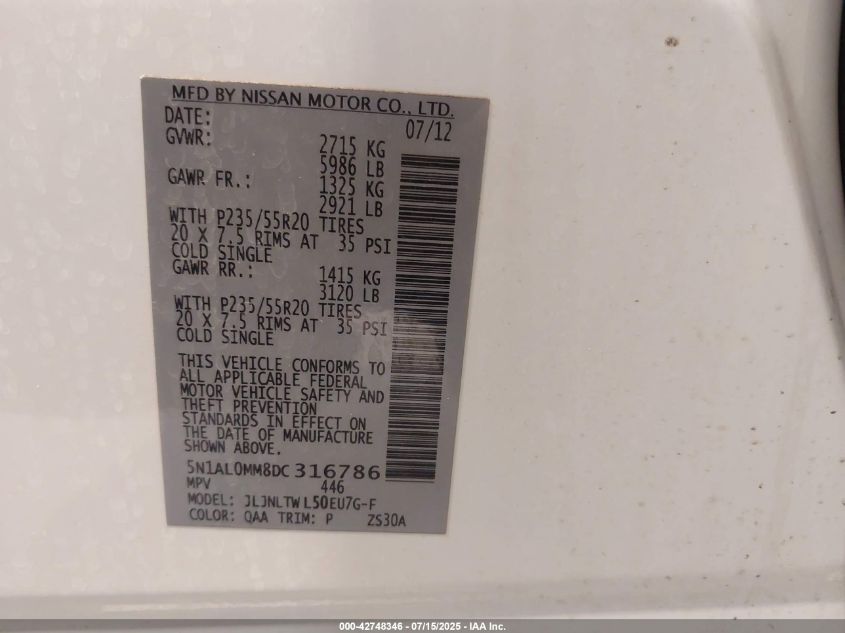 MFD BY NISSAN MOTOR CO., LTD.
DATE: 07/12
GVWR: 2715 KG
5986 LB
GAWR FR.: 1325 KG
2921 LB
WITH P235/55R20 TIRES
20 X 7.5 RIMS AT 35 PSI
COLD SINGLE
GAWR RR.: 1415 KG
3120 LB
WITH P235/55R20 TIRES
20 X 7.5 RIMS AT 35 PSI
COLD SINGLE
THIS VEHICLE CONFORMS TO
ALL APPLICABLE FEDERAL
MOTOR VEHICLE SAFETY AND
THEFT PREVENTION
STANDARDS IN EFFECT ON
THE DATE OF MANUFACTURE
SHOWN ABOVE.
5N1AL0MM8DC316786
MPV 446
MODEL: JLJNLTWL50EU7G-F
COLOR: QAA TRIM: P ZS30A
000-42748346 - 07/15/2025 - IAA Inc.